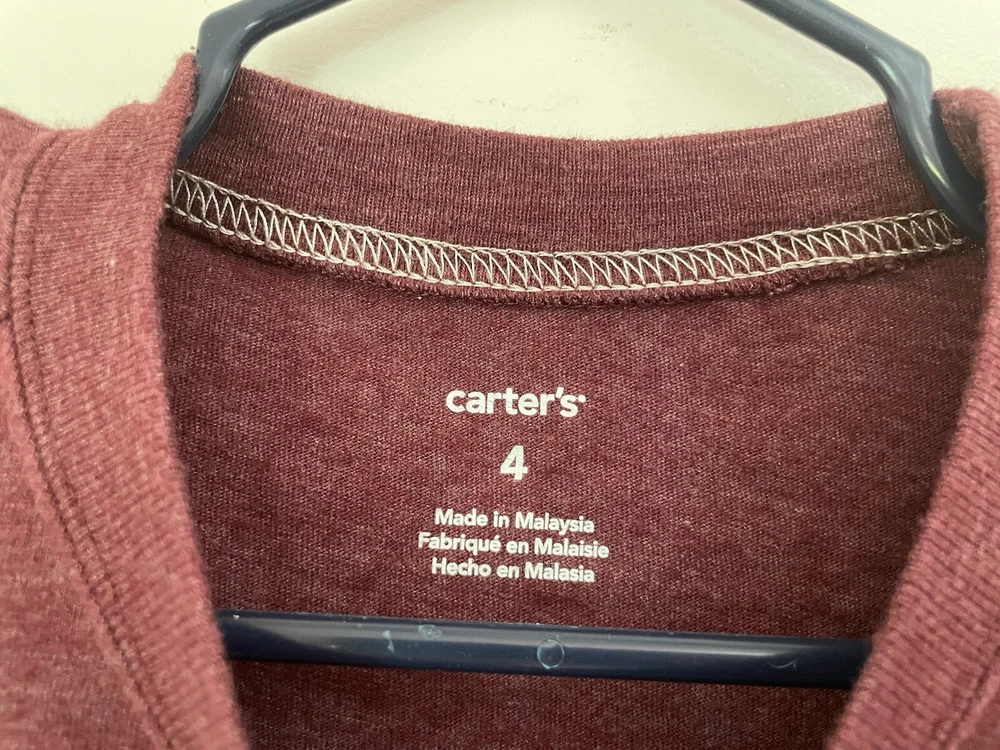 carter's
4
Made in Malaysia
Fabriqué en Malaisie
Hecho en Malasia